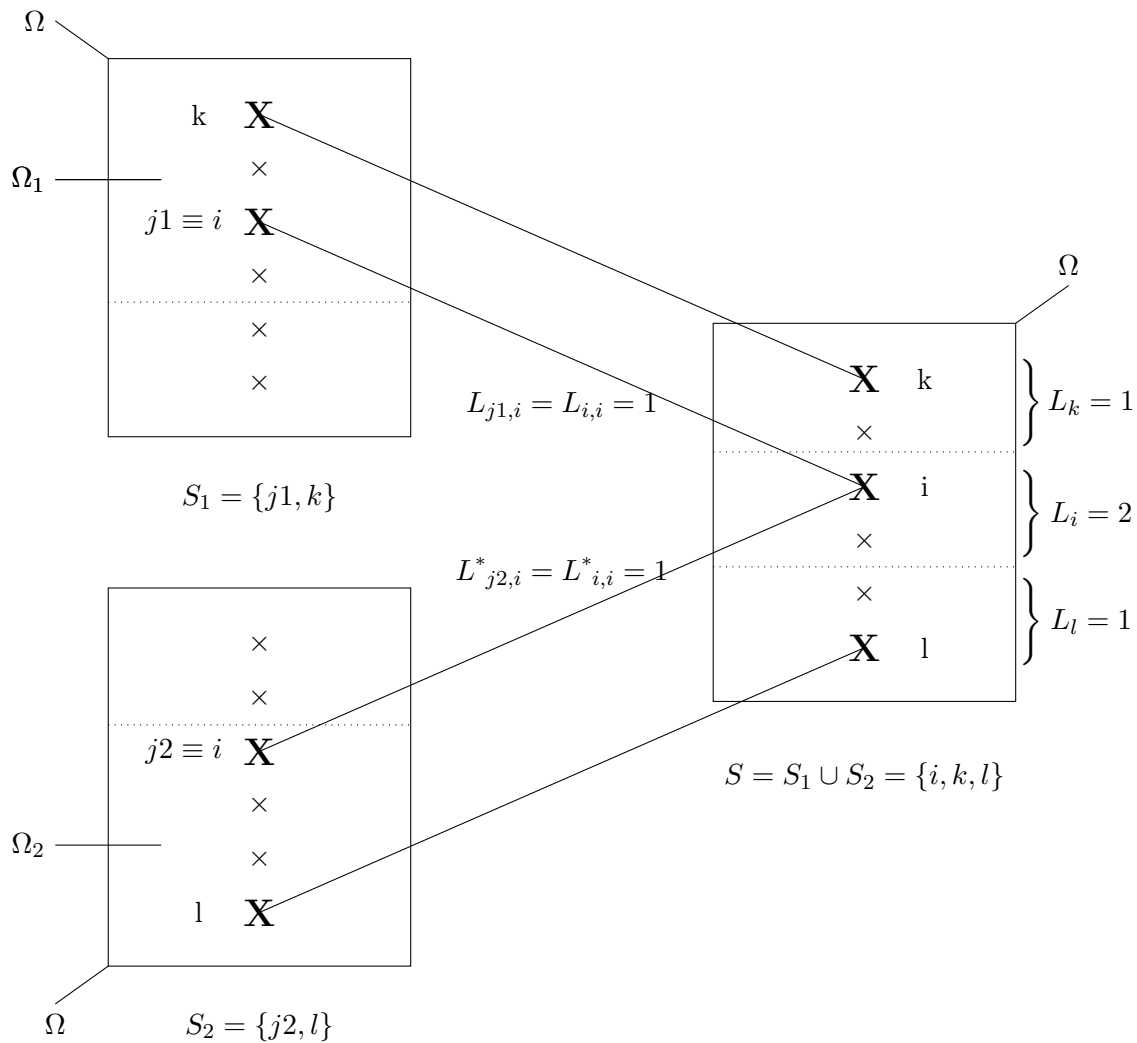 Ω
k X
×
Ω₁
j1 ≡ i X
×
×
×
S₁ = {j1, k}
L_{j1,i} = L_{i,i} = 1
Ω
X k
×
L_k = 1
X i
×
L_i = 2
×
X l
L_l = 1
S = S₁ ∪ S₂ = {i, k, l}
L*_{j2,i} = L*_{i,i} = 1
×
×
j2 ≡ i X
×
Ω₂
×
l X
Ω
S₂ = {j2, l}